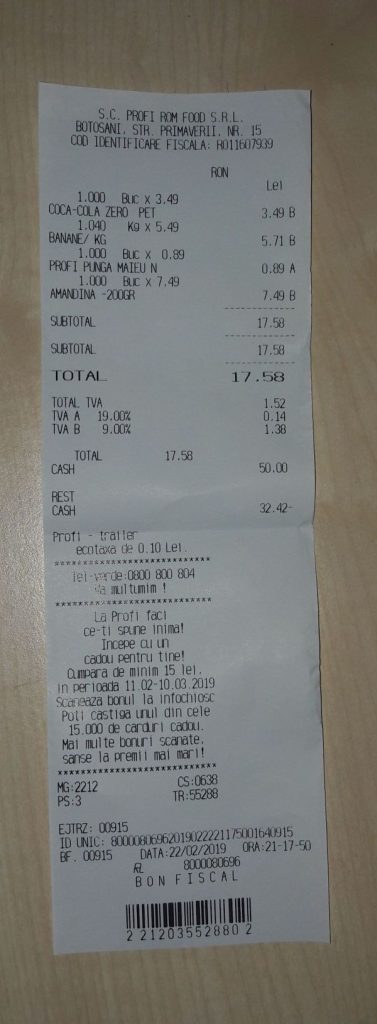 S.C. PROFI ROM FOOD S.R.L.
BOTOSANI, STR. PRIMAVERII, NR. 15
COD IDENTIFICARE FISCALA: RO11607939
RON
Lei
1.000 Buc x 3.49
COCA-COLA ZERO PET 3.49 B
1.040 Kg x 5.49
BANANE/ KG 5.71 B
1.000 Buc x 0.89
PROFI PUNGA MAIEU N 0.89 A
1.000 Buc x 7.49
AMANDINA -200GR 7.49 B
SUBTOTAL 17.58
SUBTOTAL 17.58
TOTAL 17.58
TOTAL TVA 1.52
TVA A 19.00% 0.14
TVA B 9.00% 1.38
TOTAL 17.58
CASH 50.00
REST
CASH 32.42-
Profi - trailer
ecotaxa de 0.10 Lei.
*****************************
Tel-verde:0800 800 804
Va multumim !
*****************************
La Profi faci
ce-ti spune inima!
Incepe cu un
cadou pentru tine!
Cumpara de minim 15 lei.
in perioada 11.02-10.03.2019
Scaneaza bonul la infochiosc
Poti castiga unul din cele
15.000 de carduri cadou.
Mai multe bonuri scanate,
sanse la premii mai mari!
*****************************
MG:2212 CS:0638
PS:3 TR:55288
EJTRZ: 00915
ID UNIC: 80000806962019022221175001640915
BF. 00915 DATA:22/02/2019 ORA:21-17-50
8000080696
BON FISCAL
2 212035528802